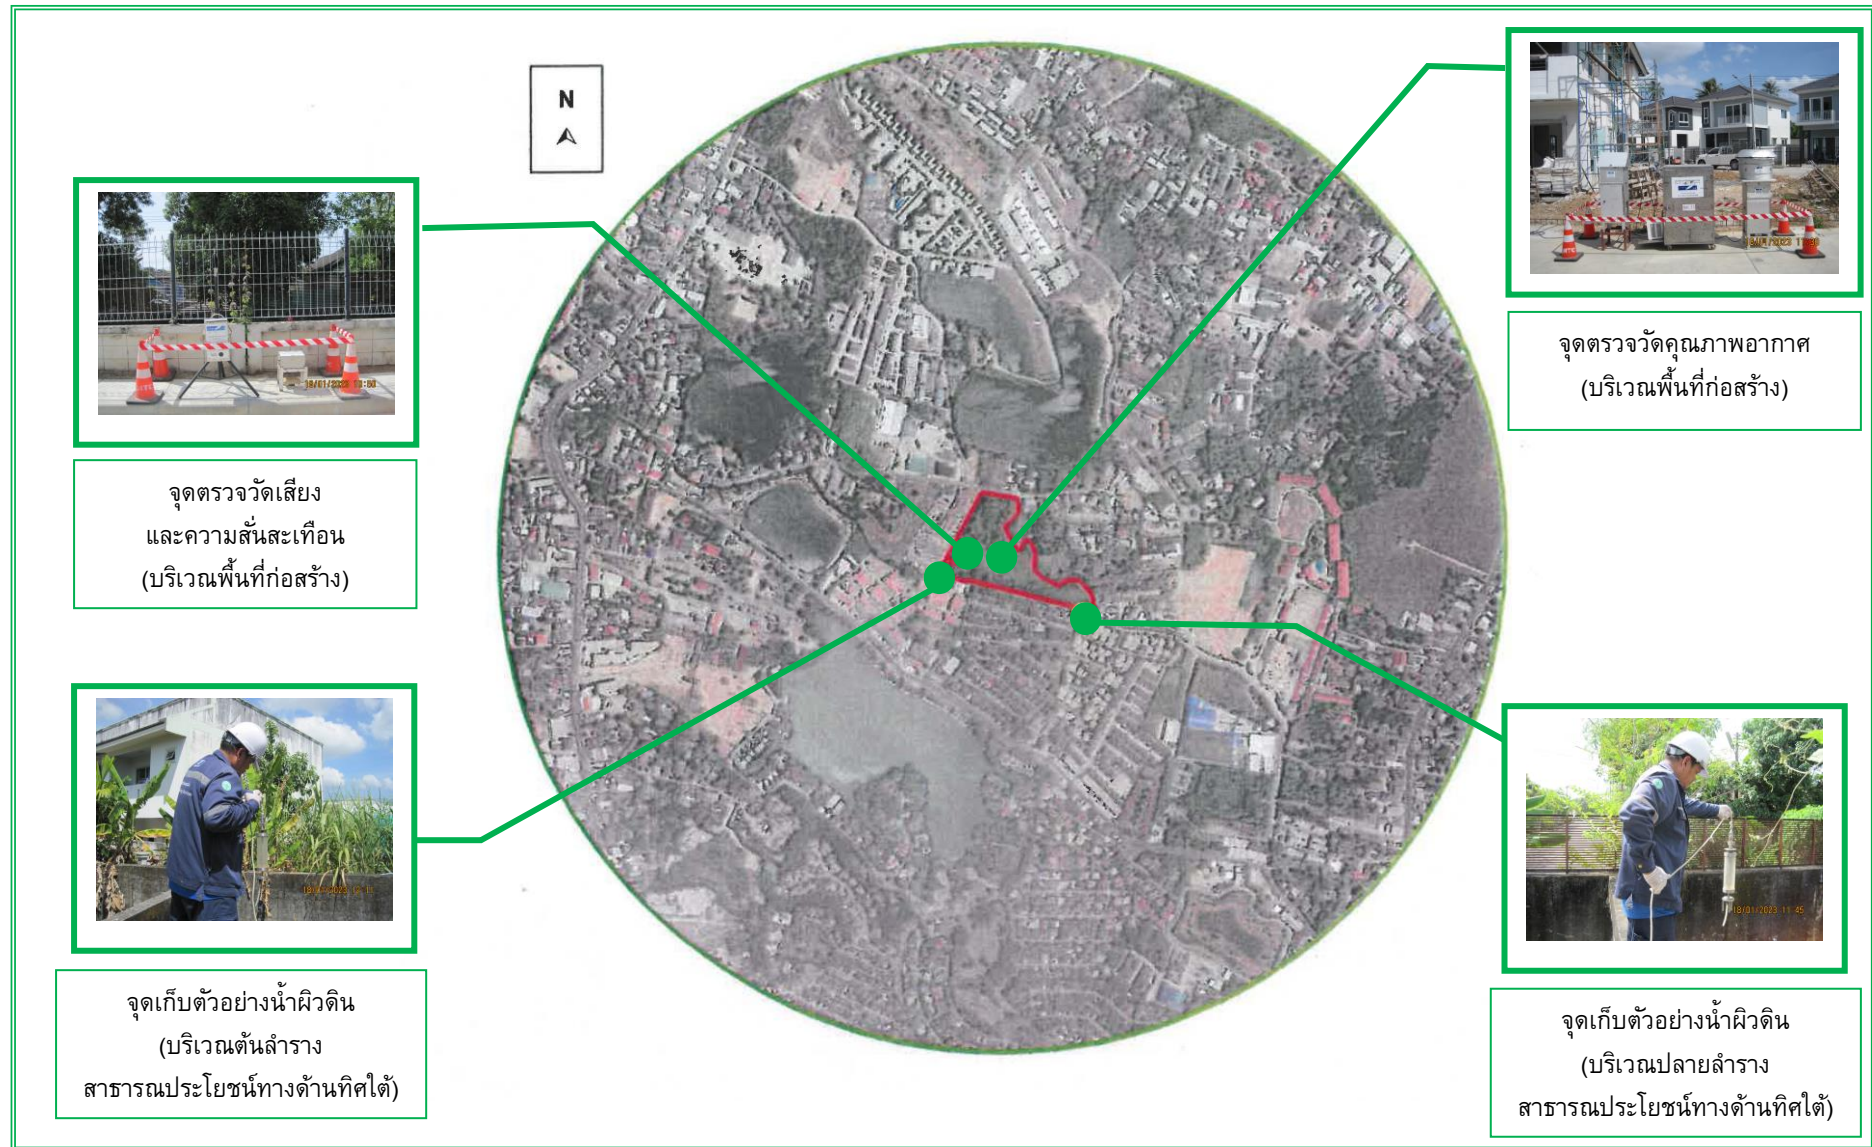 N
จุดตรวจวัดคุณภาพอากาศ
(บริเวณพื้นที่ก่อสร้าง)
จุดตรวจวัดเสียง
และความสั่นสะเทือน
(บริเวณพื้นที่ก่อสร้าง)
18/01/2023 11:45
จุดเก็บตัวอย่างน้ำผิวดิน
(บริเวณต้นลำราง
สาธารณประโยชน์ทางด้านทิศใต้)
จุดเก็บตัวอย่างน้ำผิวดิน
(บริเวณปลายลำราง
สาธารณประโยชน์ทางด้านทิศใต้)